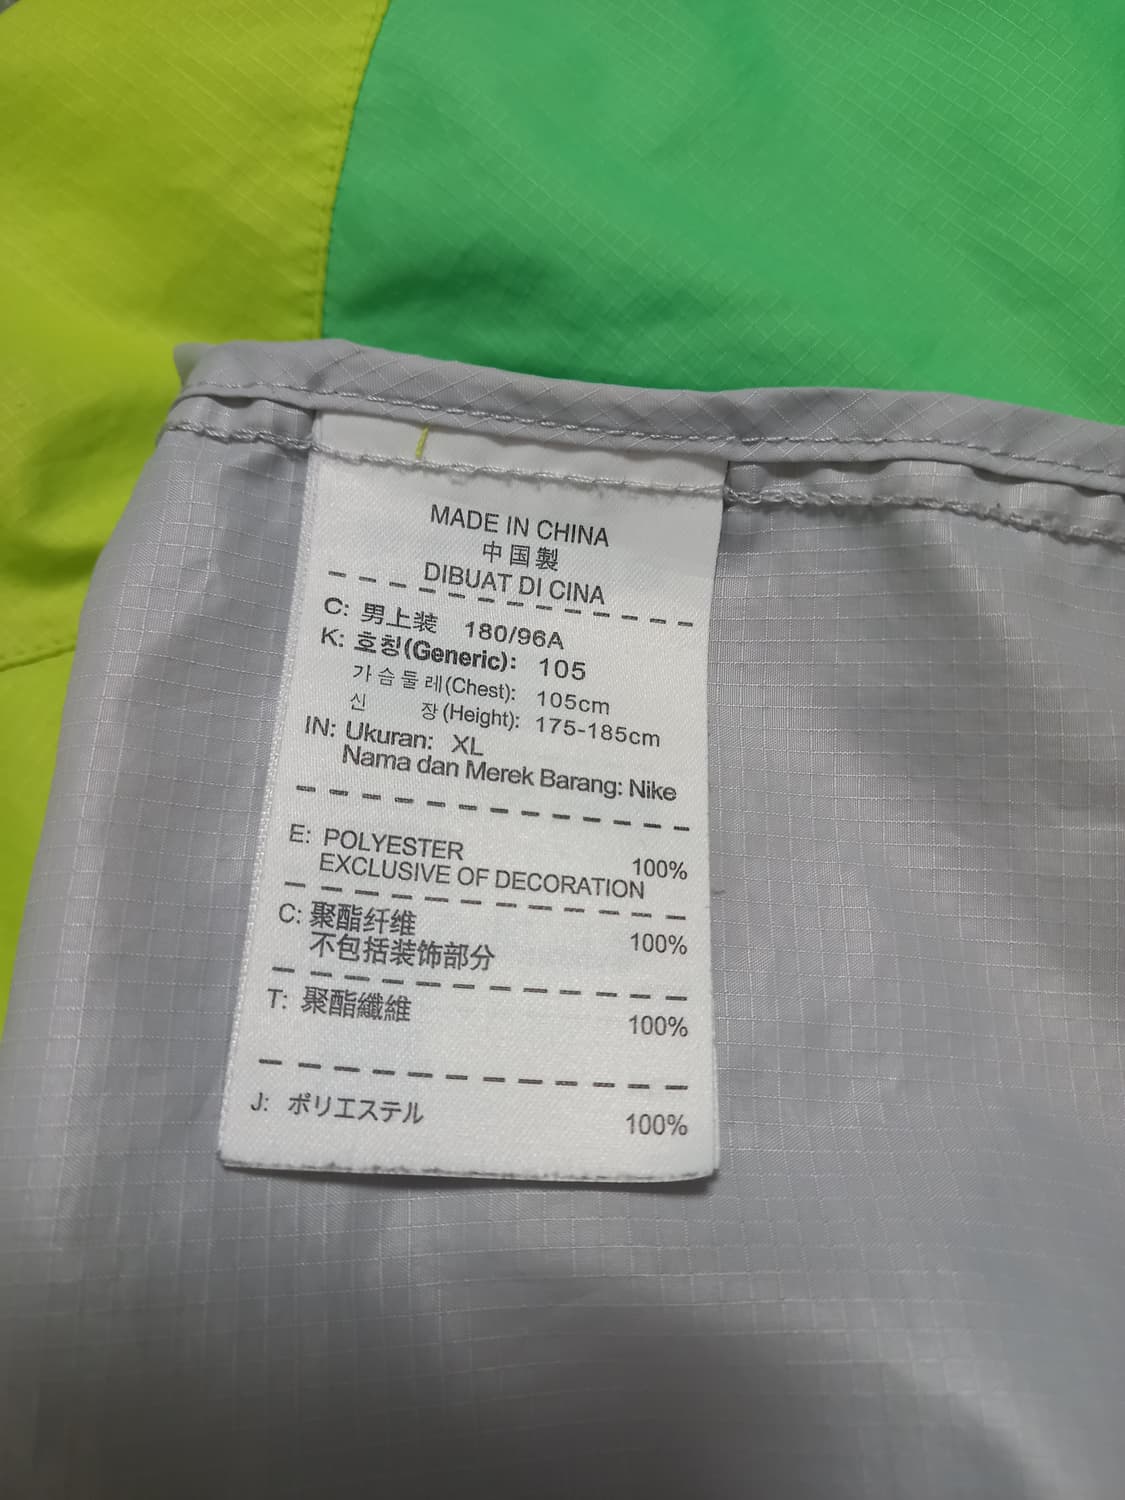 MADE IN CHINA
中国製
DIBUAT DI CINA
C: 男上装 180/96A
K: 호칭(Generic): 105
가슴둘레(Chest): 105cm
신 장(Height): 175-185cm
IN: Ukuran: XL
Nama dan Merek Barang: Nike
E: POLYESTER 100%
EXCLUSIVE OF DECORATION
C: 聚酯纤维 100%
不包括装饰部分
T: 聚酯纖維 100%
J: ポリエステル 100%